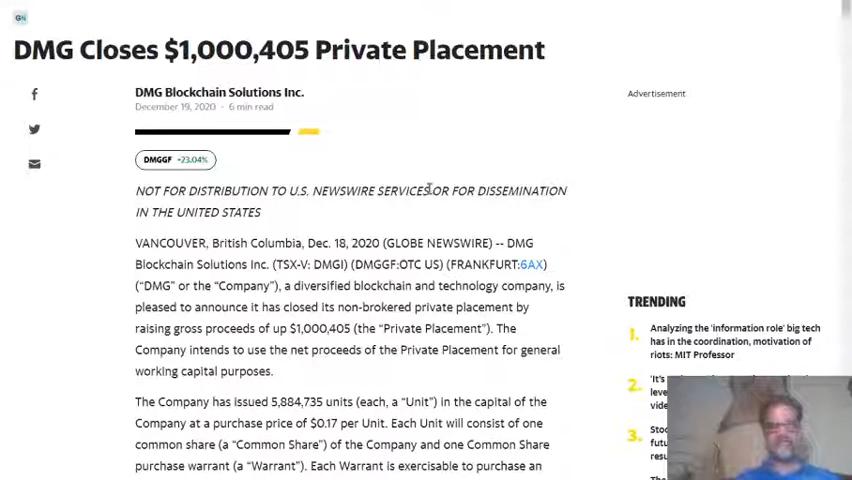 GN
DMG Closes $1,000,405 Private Placement
DMG Blockchain Solutions Inc.
December 19, 2020 · 6 min read
Advertisement
DMGGF +23.04%
NOT FOR DISTRIBUTION TO U.S. NEWSWIRE SERVICES OR FOR DISSEMINATION
IN THE UNITED STATES
VANCOUVER, British Columbia, Dec. 18, 2020 (GLOBE NEWSWIRE) -- DMG
Blockchain Solutions Inc. (TSX-V: DMGI) (DMGGF:OTC US) (FRANKFURT:6AX)
(“DMG” or the “Company”), a diversified blockchain and technology company, is
pleased to announce it has closed its non-brokered private placement by
raising gross proceeds of up $1,000,405 (the “Private Placement”). The
Company intends to use the net proceeds of the Private Placement for general
working capital purposes.
The Company has issued 5,884,735 units (each, a “Unit”) in the capital of the
Company at a purchase price of $0.17 per Unit. Each Unit will consist of one
common share (a “Common Share”) of the Company and one Common Share
purchase warrant (a “Warrant”). Each Warrant is exercisable to purchase an
TRENDING
1. Analyzing the 'information role' big tech
has in the coordination, motivation of
riots: MIT Professor
2. 'It's
leve
vide
3. Stoc
futu
resu